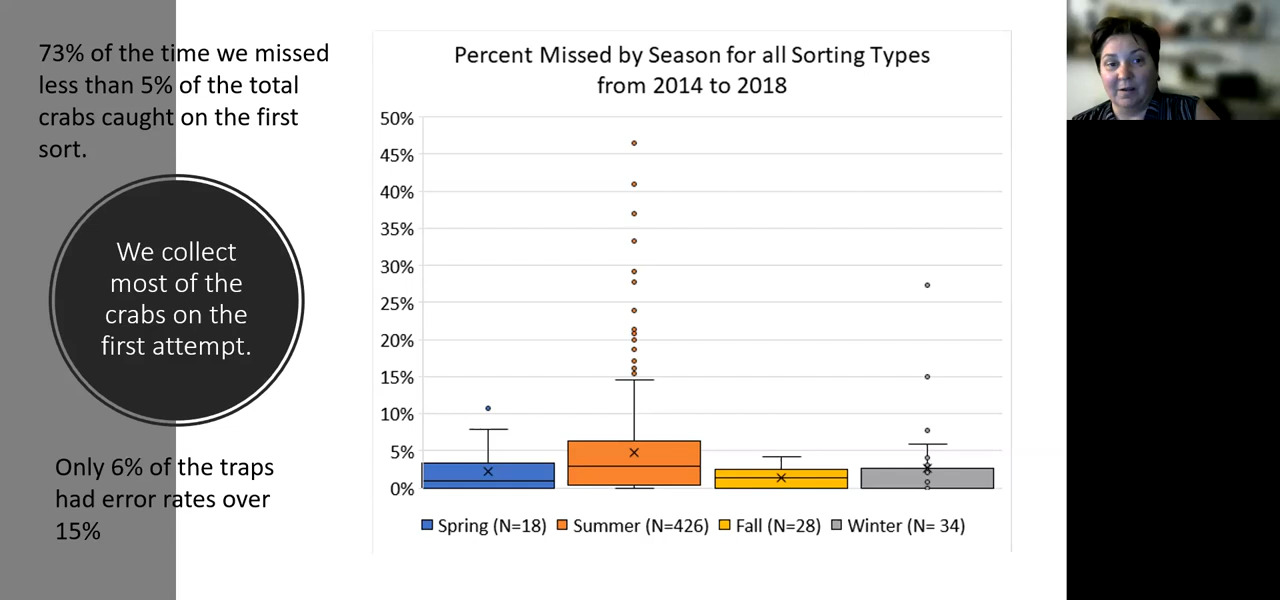 73% of the time we missed
less than 5% of the total
crabs caught on the first
sort.
We collect
most of the
crabs on the
first attempt.
Only 6% of the traps
had error rates over
15%
Percent Missed by Season for all Sorting Types
from 2014 to 2018
50%
45%
40%
35%
30%
25%
20%
15%
10%
5%
0%
Spring (N=18) Summer (N=426) Fall (N=28) Winter (N= 34)